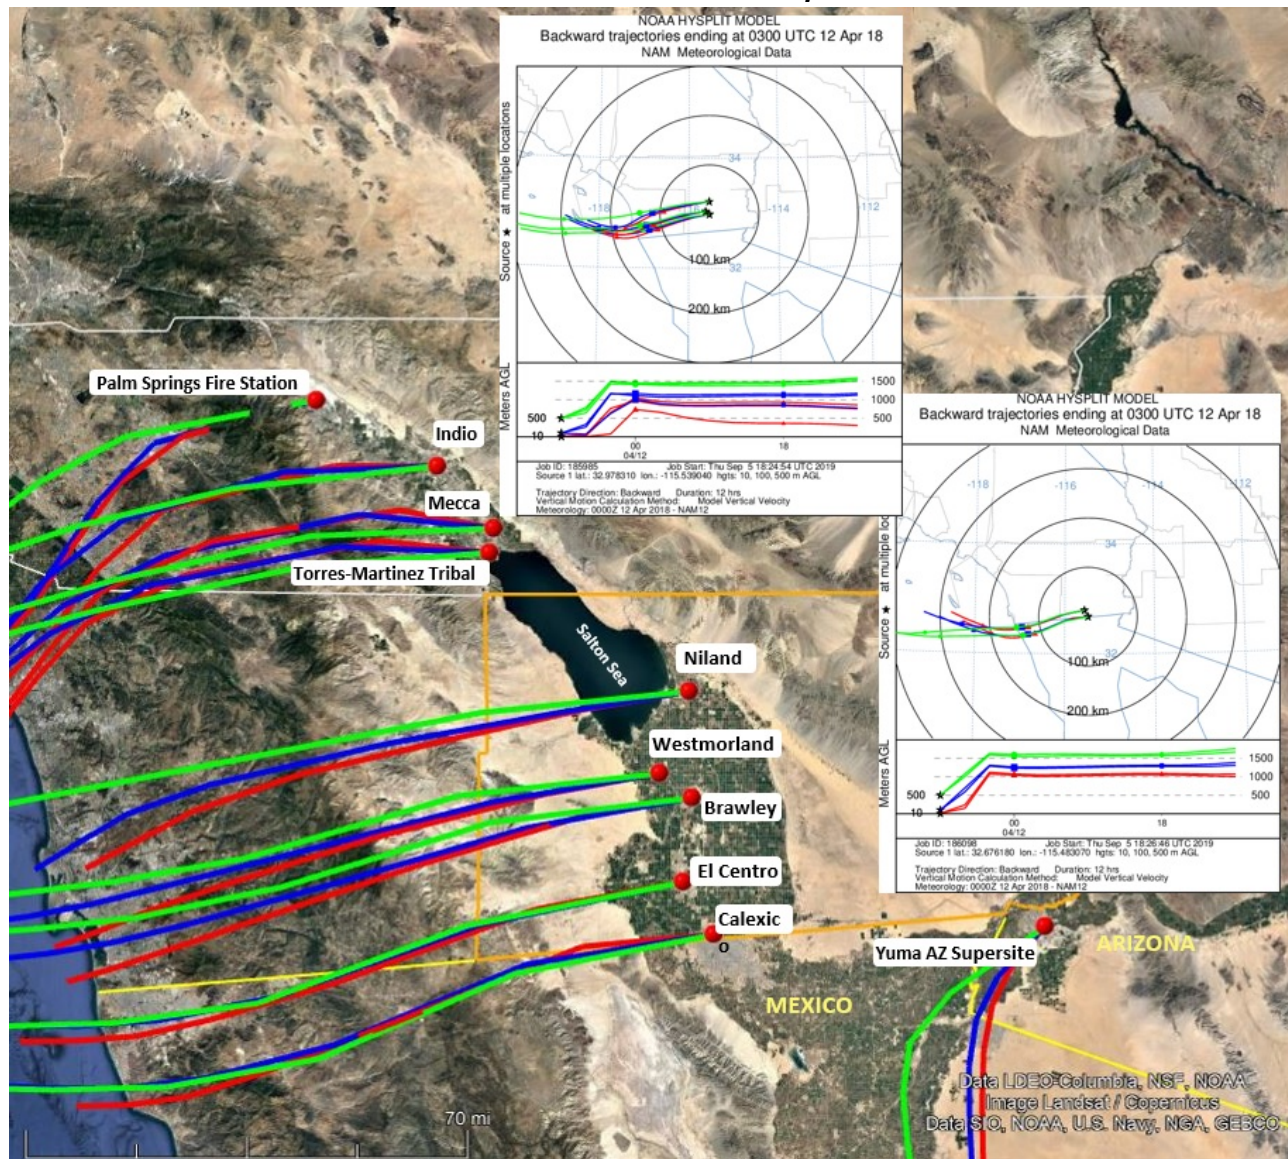 NOAA HYSPLIT MODEL
Backward trajectories ending at 0300 UTC 12 Apr 18
NAM Meteorological Data
Source ★ at multiple locations
34
-118
-114
112
100 km
32
200 km
Meters AGL
1500
1000
500
500
10
00
18
04/12
Job ID: 185985 Job Start: Thu Sep 5 18:24:54 UTC 2019
Source 1 lat.: 32.978310 lon.: -115.539040 hgts: 10, 100, 500 m AGL
Trajectory Direction: Backward Duration: 12 hrs
Vertical Motion Calculation Method: Model Vertical Velocity
Meteorology: 0000Z 12 Apr 2018 - NAM12
Palm Springs Fire Station
Indio
Mecca
Torres-Martinez Tribal
Salton Sea
Niland
Westmorland
Brawley
El Centro
Calexic
o
NOAA HYSPLIT MODEL
Backward trajectories ending at 0300 UTC 12 Apr 18
NAM Meteorological Data
Source ★ at multiple loc
-118
-116
-112
34
32
100 km
200 km
Meters AGL
1500
1000
500
500
10
00
18
04/12
Job ID: 186098 Job Start: Thu Sep 5 18:26:46 UTC 2019
Source 1 lat.: 32.676180 lon.: -115.483070 hgts: 10, 100, 500 m AGL
Trajectory Direction: Backward Duration: 12 hrs
Vertical Motion Calculation Method: Model Vertical Velocity
Meteorology: 0000Z 12 Apr 2018 - NAM12
Yuma AZ Supersite
ARIZONA
MEXICO
70 mi
Data LDEO-Columbia, NSF, NOAA
Image Landsat / Copernicus
Data SIO, NOAA, U.S. Navy, NGA, GEBCO